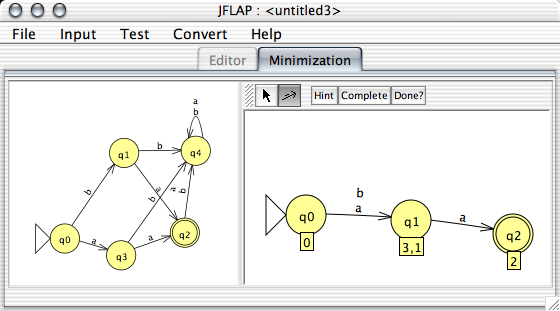 JFLAP : <untitled3>
File Input Test Convert Help
Editor Minimization
Hint Complete Done?
a
b
q1 b q4
b a b a b
q0 a q3 a q2
b
a
q0 q1 a q2
0 3,1 2